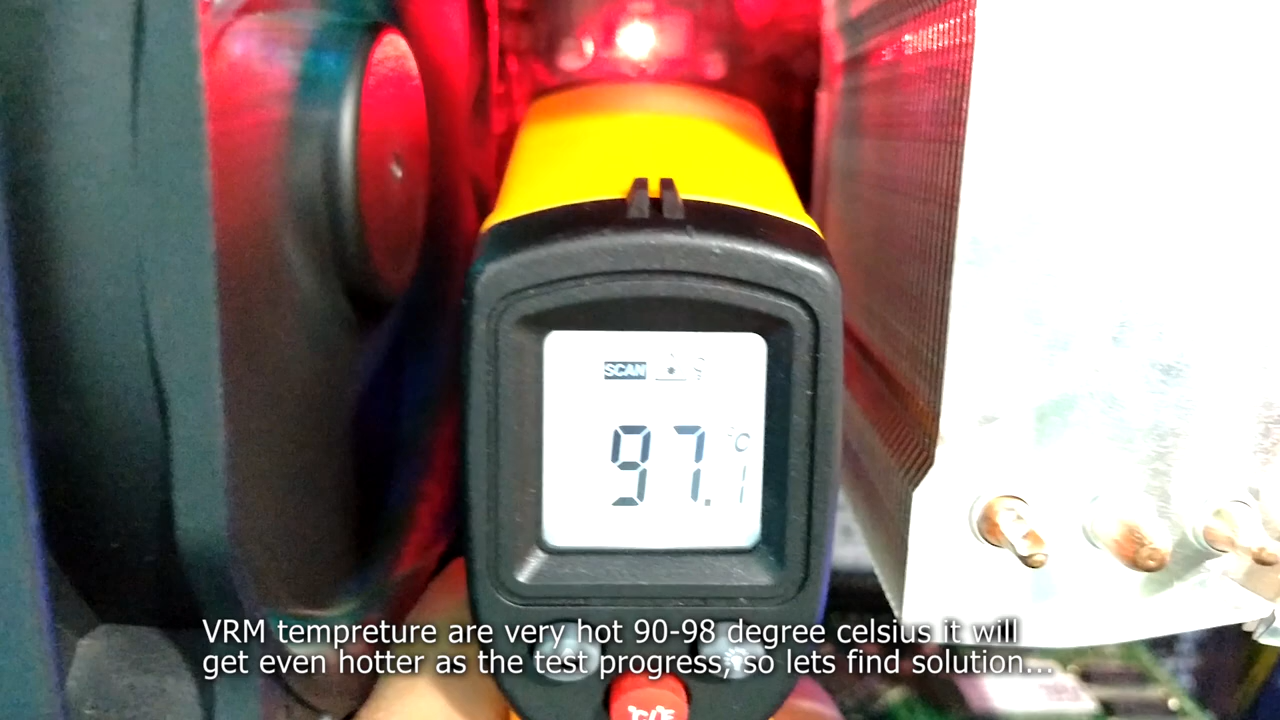 SCAN
97.1 °C
VRM tempreture are very hot 90-98 degree celsius it will
get even hotter as the test progress, so lets find solution...
°C/°F